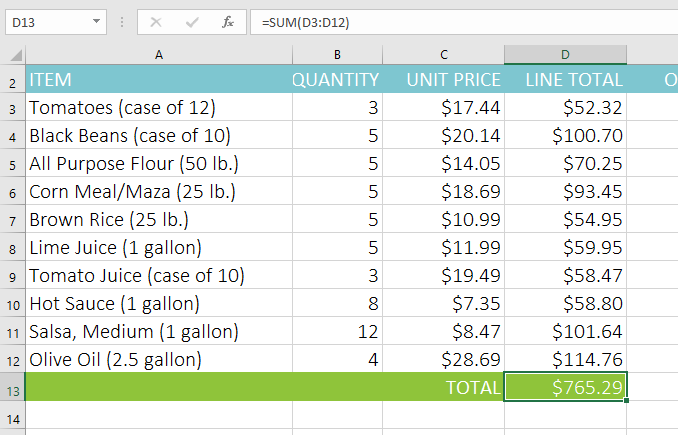 D13 fx =SUM(D3:D12)
A B C D
2 ITEM QUANTITY UNIT PRICE LINE TOTAL O
3 Tomatoes (case of 12) 3 $17.44 $52.32
4 Black Beans (case of 10) 5 $20.14 $100.70
5 All Purpose Flour (50 lb.) 5 $14.05 $70.25
6 Corn Meal/Maza (25 lb.) 5 $18.69 $93.45
7 Brown Rice (25 lb.) 5 $10.99 $54.95
8 Lime Juice (1 gallon) 5 $11.99 $59.95
9 Tomato Juice (case of 10) 3 $19.49 $58.47
10 Hot Sauce (1 gallon) 8 $7.35 $58.80
11 Salsa, Medium (1 gallon) 12 $8.47 $101.64
12 Olive Oil (2.5 gallon) 4 $28.69 $114.76
13 TOTAL $765.29
14